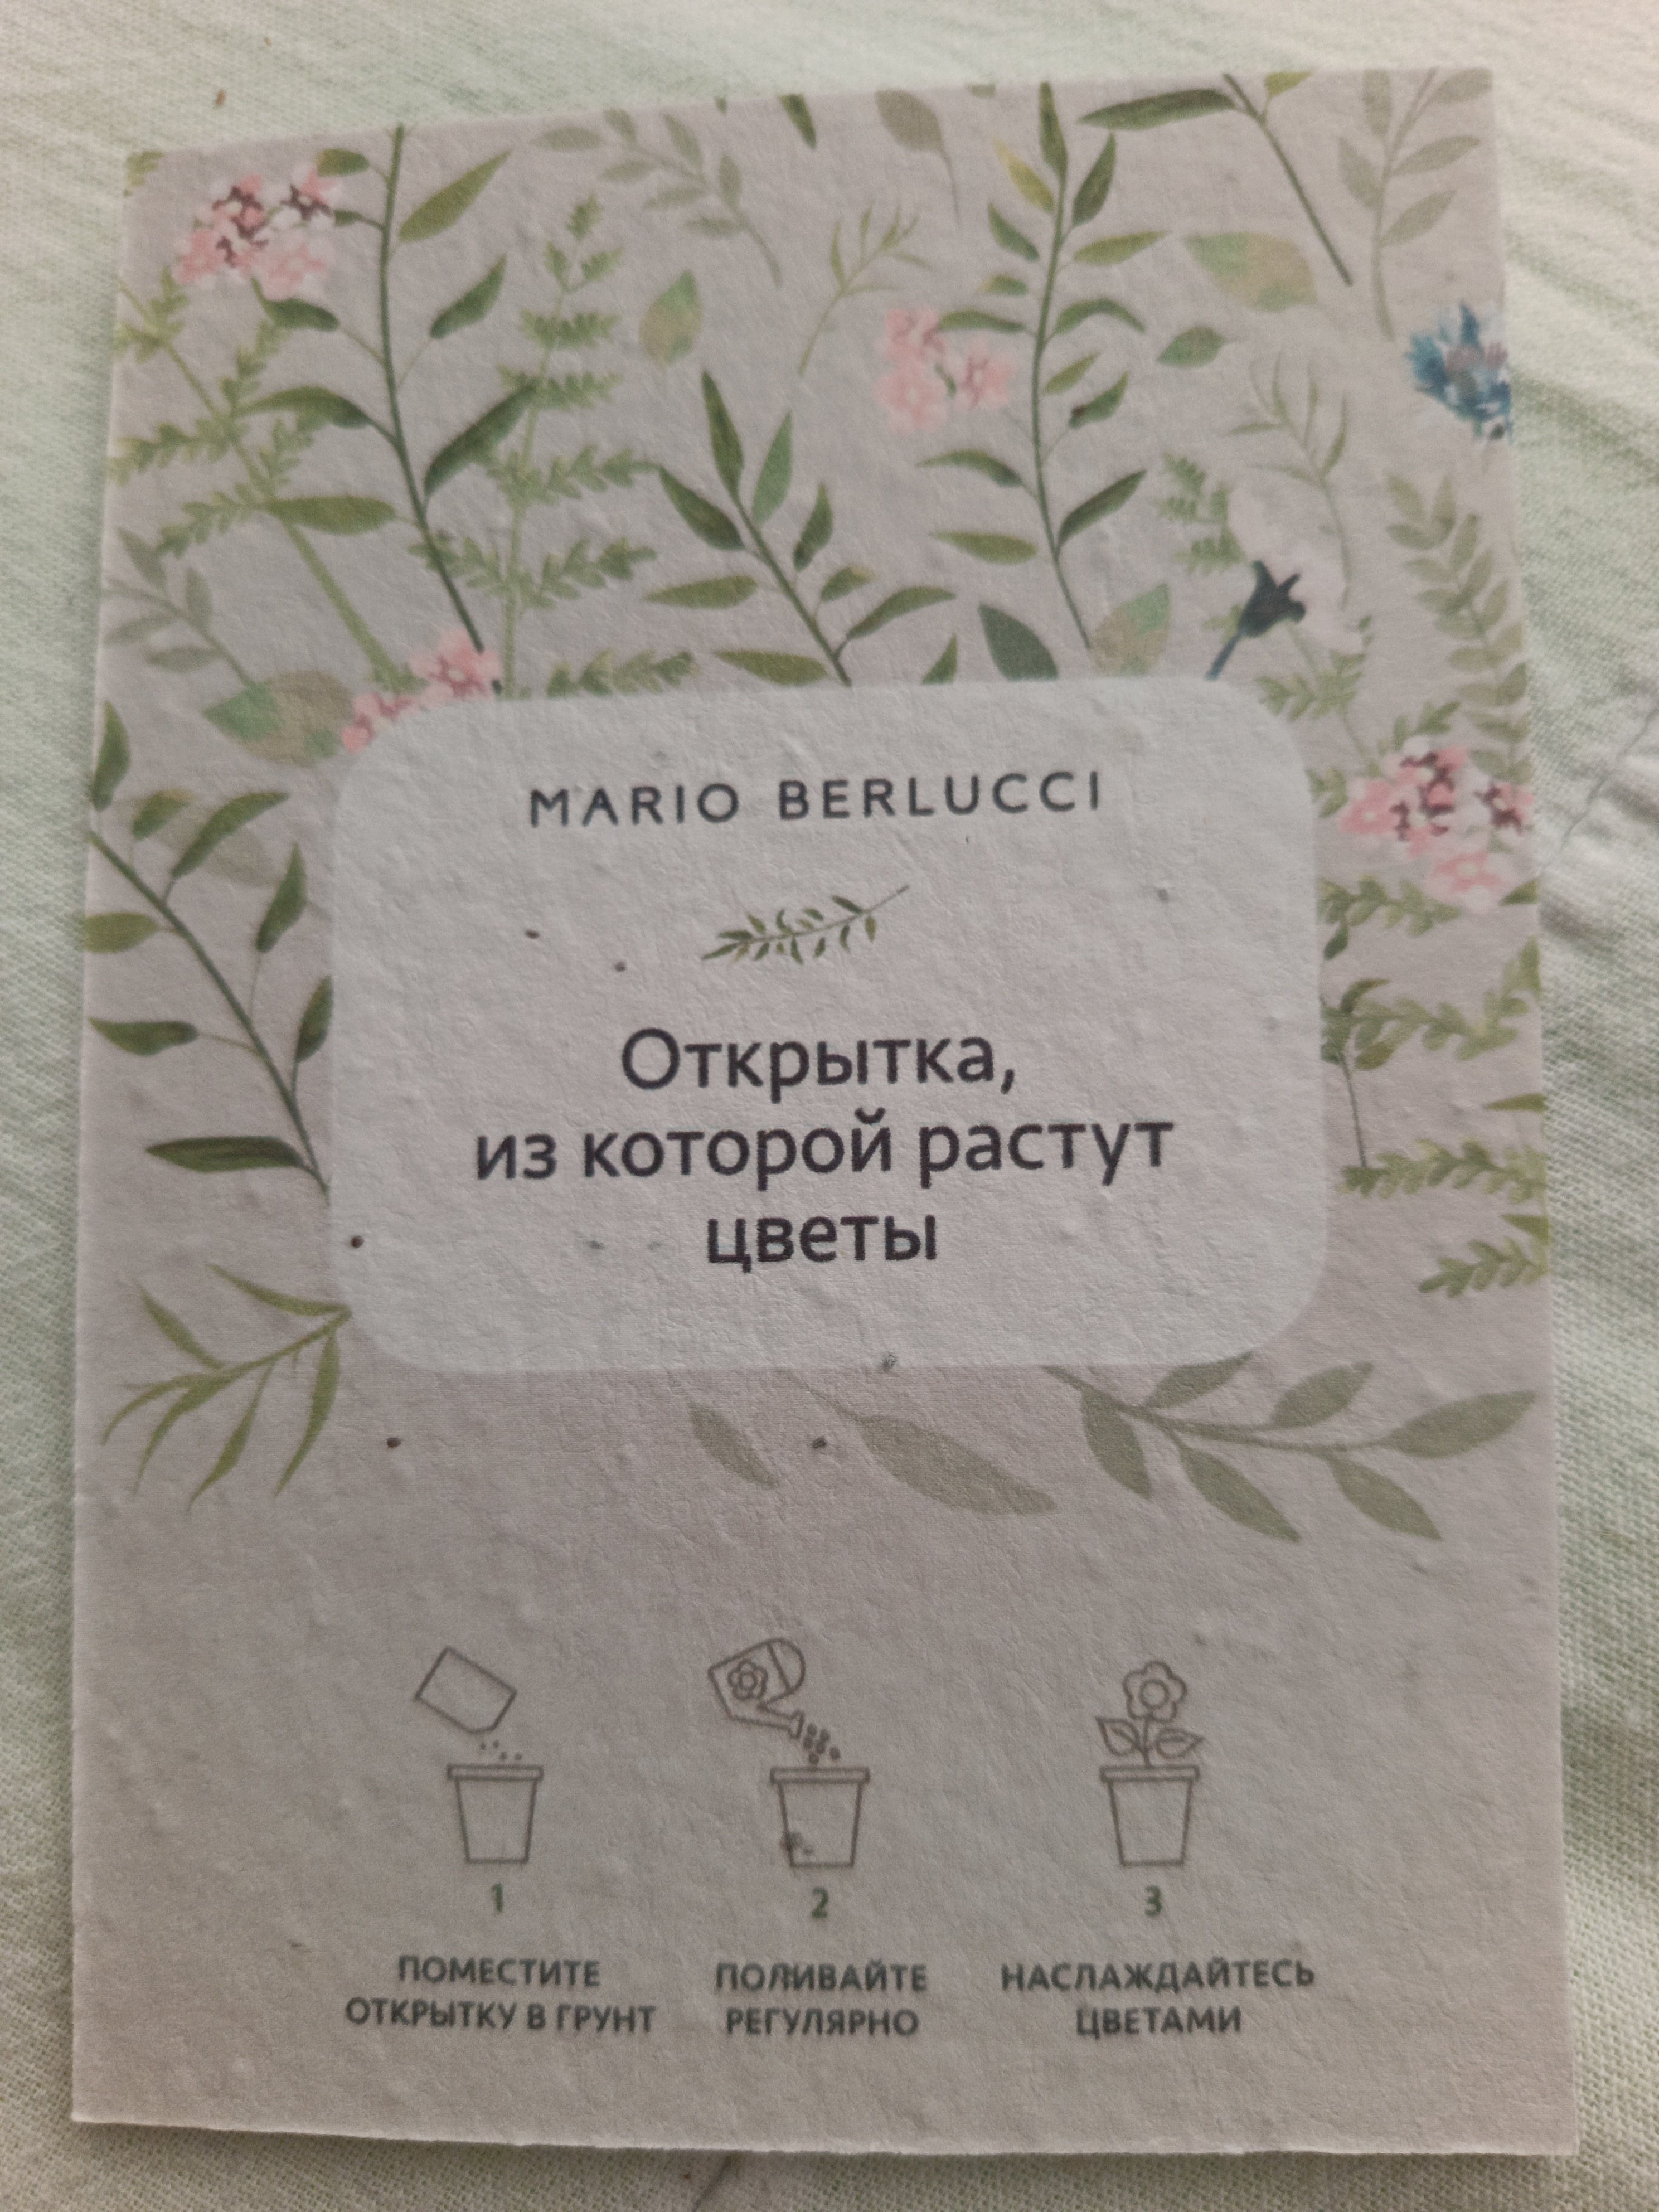 MARIO BERLUCCI
Открытка,
из которой растут
цветы
1
ПОМЕСТИТЕ
ОТКРЫТКУ В ГРУНТ
2
ПОЛИВАЙТЕ
РЕГУЛЯРНО
3
НАСЛАЖДАЙТЕСЬ
ЦВЕТАМИ